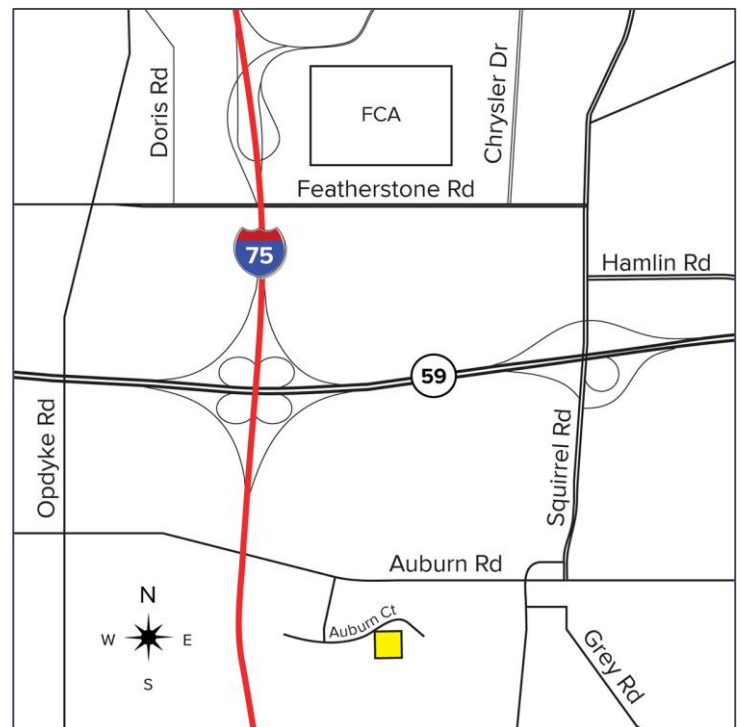 Doris Rd
FCA
Chrysler Dr
Featherstone Rd
75
Hamlin Rd
59
Opdyke Rd
Squirrel Rd
Auburn Rd
N
W
E
S
Auburn Ct
Grey Rd